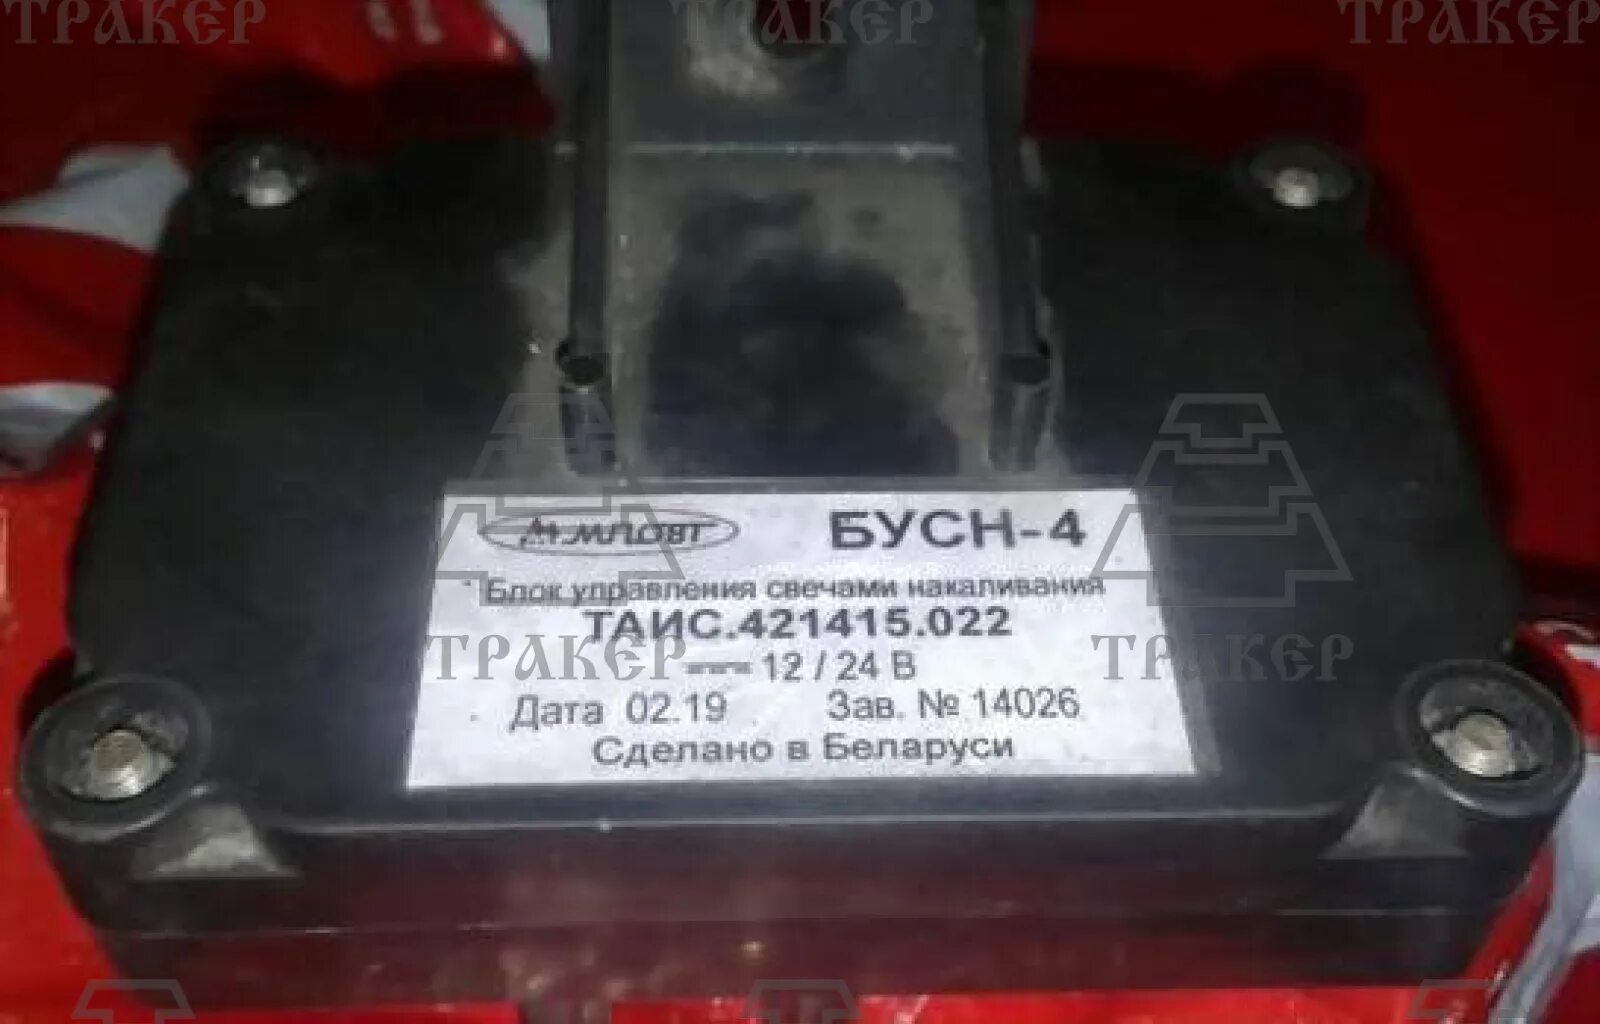 ТРАКЕР
ТРАКЕР
ТРАКЕР
МПОВТ БУСН-4
Блок управления свечами накаливания
ТАИС.421415.022
ТРАКЕР
ТРАКЕР
12 / 24 В
Дата 02.19 Зав. № 14026
Сделано в Беларуси